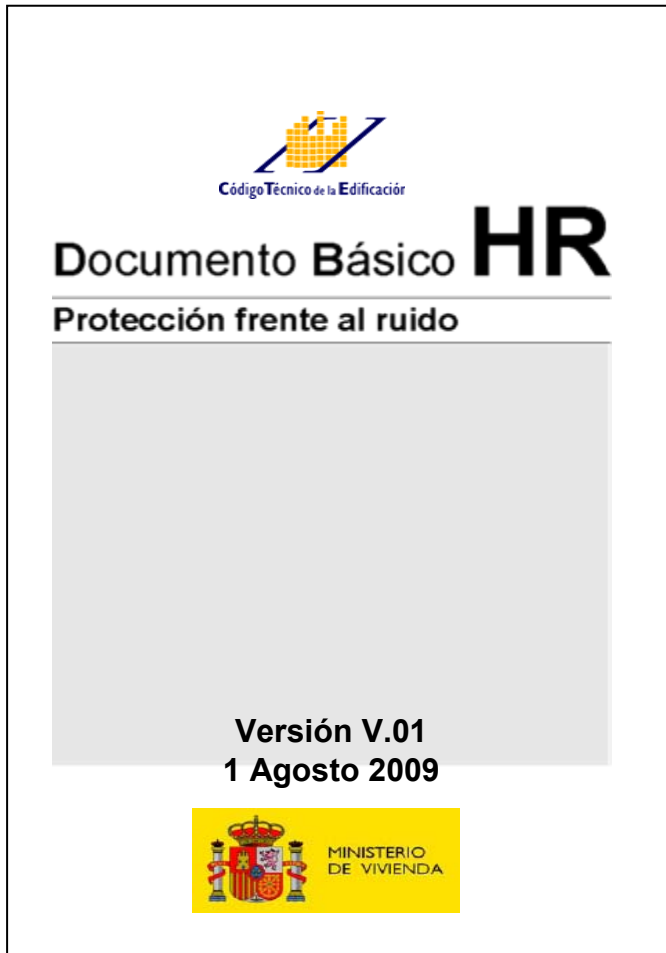 Código Técnico de la Edificación
Documento Básico HR
Protección frente al ruido
Versión V.01
1 Agosto 2009
MINISTERIO
DE VIVIENDA